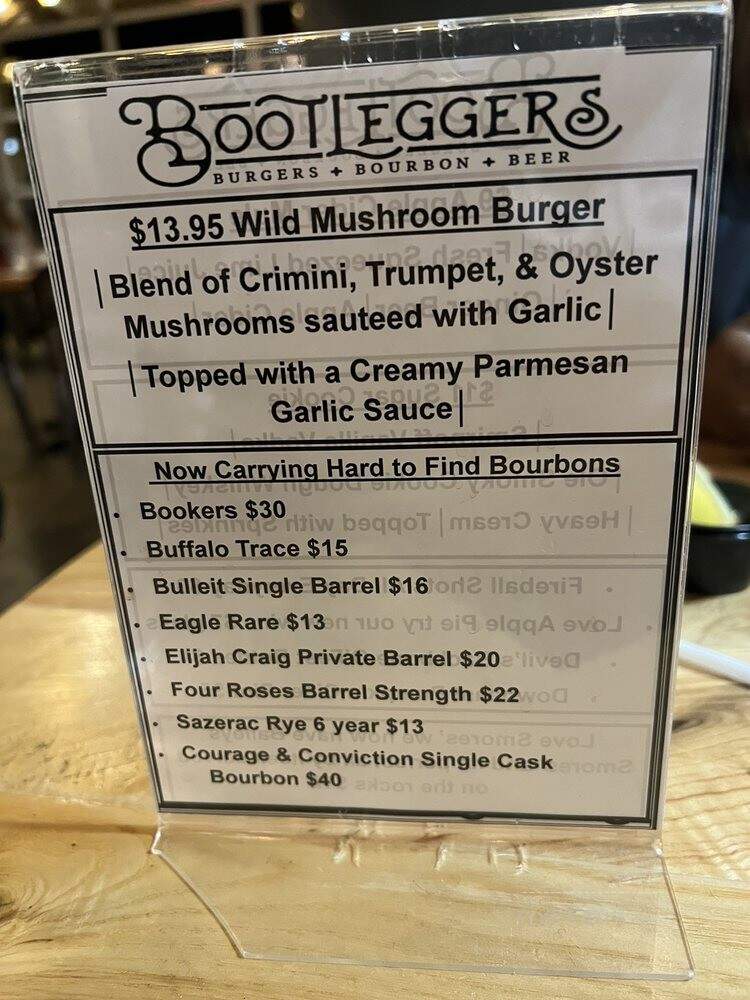 BOOTLEGGERS
BURGERS + BOURBON + BEER
$13.95 Wild Mushroom Burger
|Blend of Crimini, Trumpet, & Oyster
Mushrooms sauteed with Garlic|
|Topped with a Creamy Parmesan
Garlic Sauce|
Now Carrying Hard to Find Bourbons
• Bookers $30
• Buffalo Trace $15
• Bulleit Single Barrel $16
• Eagle Rare $13
• Elijah Craig Private Barrel $20
• Four Roses Barrel Strength $22
• Sazerac Rye 6 year $13
• Courage & Conviction Single Cask
Bourbon $40